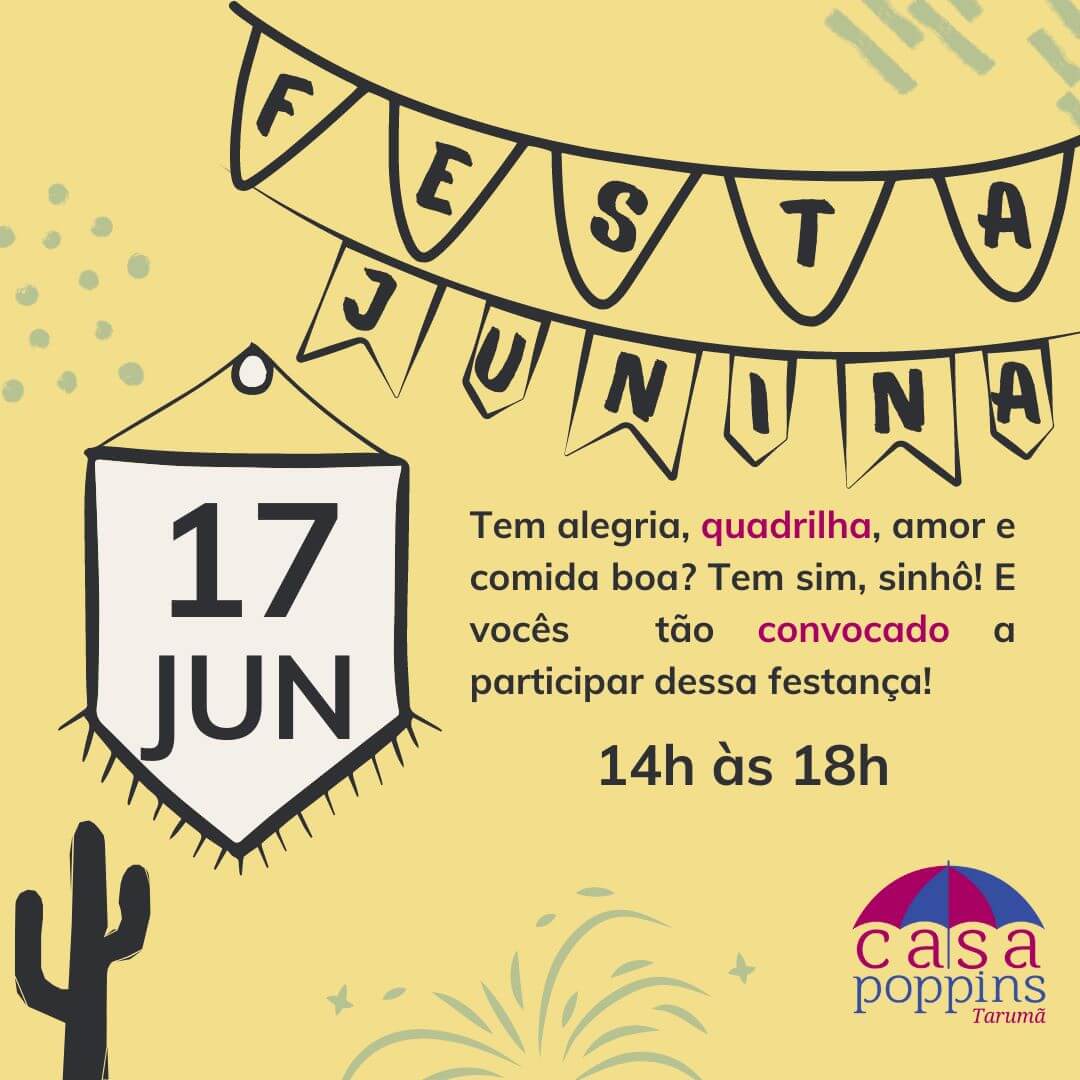 FESTA
JUNINA
17
JUN
Tem alegria, quadrilha, amor e
comida boa? Tem sim, sinhô! E
vocês tão convocado a
participar dessa festança!
14h às 18h
casa
poppins
Tarumã